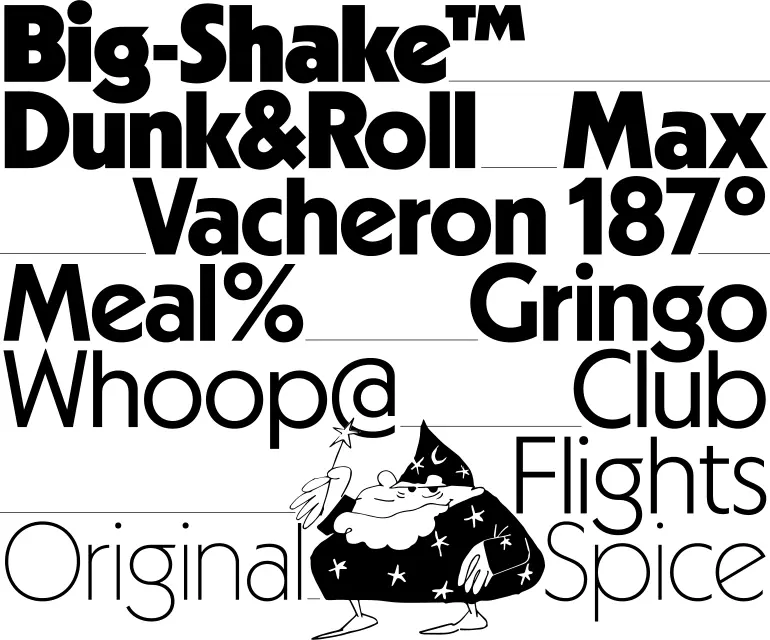 Big-Shake™
Dunk&Roll Max
Vacheron 187°
Meal% Gringo
Whoop@ Club
Flights
Original Spice